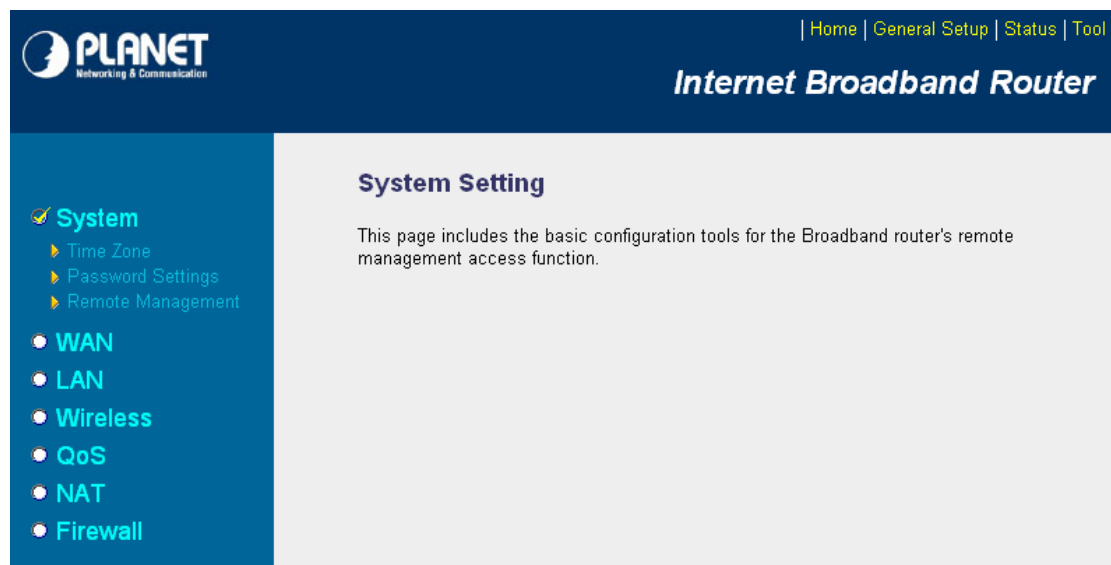 PLANET
Networking & Communication
| Home | General Setup | Status | Tool
Internet Broadband Router
System
Time Zone
Password Settings
Remote Management
WAN
LAN
Wireless
QoS
NAT
Firewall
System Setting
This page includes the basic configuration tools for the Broadband router's remote
management access function.